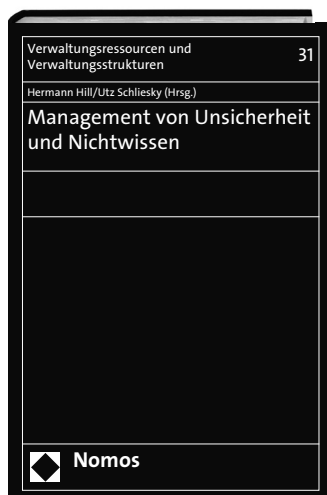 Verwaltungsressourcen und
Verwaltungsstrukturen
31
Hermann Hill/Utz Schliesky (Hrsg.)
Management von Unsicherheit
und Nichtwissen
Nomos